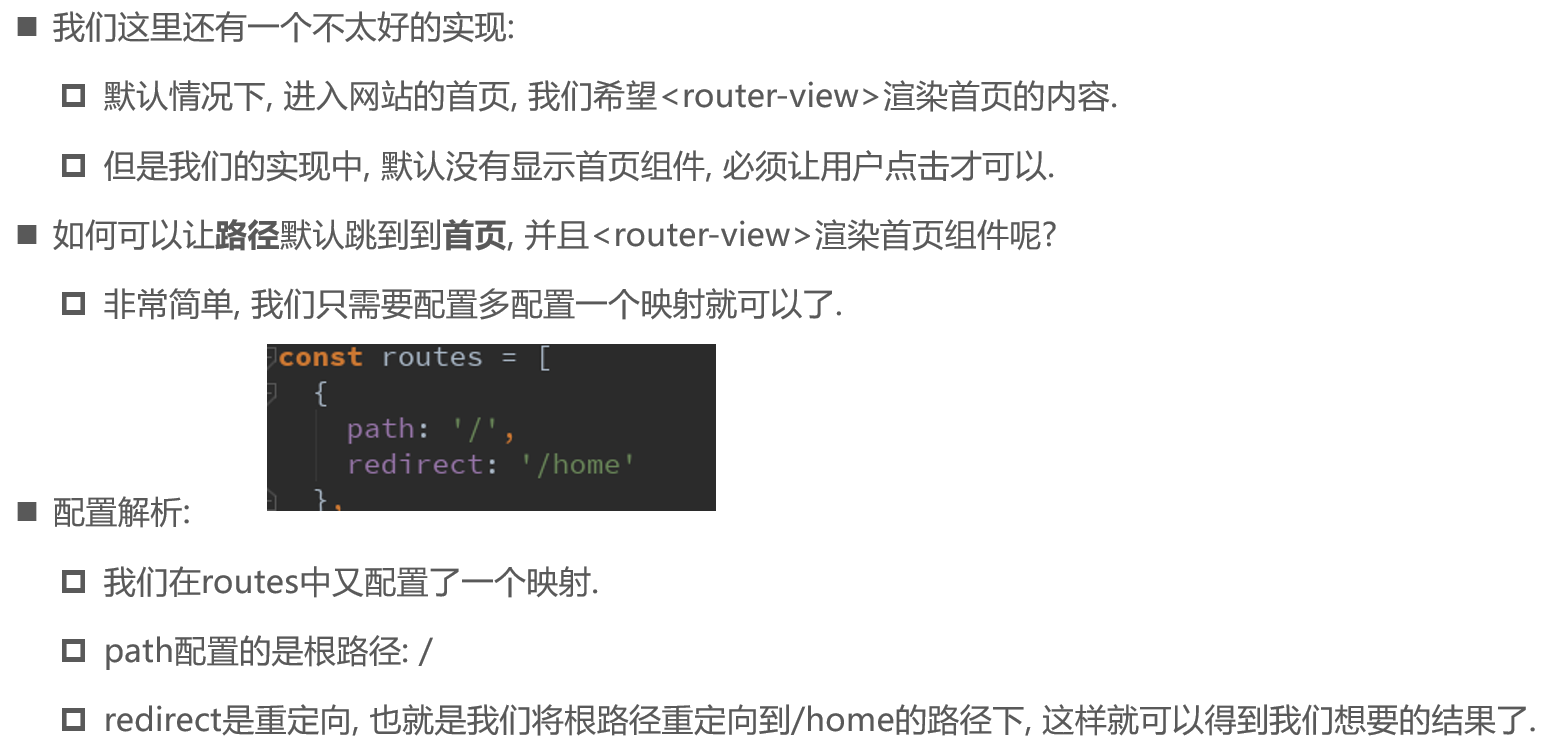 我们这里还有一个不太好的实现:
默认情况下, 进入网站的首页, 我们希望<router-view>渲染首页的内容.
但是我们的实现中, 默认没有显示首页组件, 必须让用户点击才可以.
如何可以让路径默认跳到到首页, 并且<router-view>渲染首页组件呢?
非常简单, 我们只需要配置多配置一个映射就可以了.
const routes = [
{
path: '/',
redirect: '/home'
},
配置解析:
我们在routes中又配置了一个映射.
path配置的是根路径: /
redirect是重定向, 也就是我们将根路径重定向到/home的路径下, 这样就可以得到我们想要的结果了.